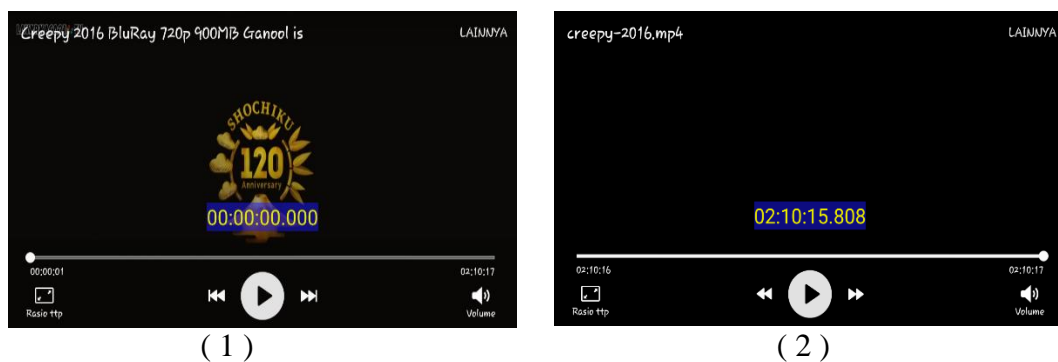 Creepy 2016 BluRay 720p 900MB Ganool is
LAINNYA
SHOCHIKU
120
Anniversary
00:00:00.000
00:00:01
02:10:17
Rasio ttp
Volume
( 1 )
creepy-2016.mp4
LAINNYA
02:10:15.808
02:10:16
02:10:17
Rasio ttp
Volume
( 2 )